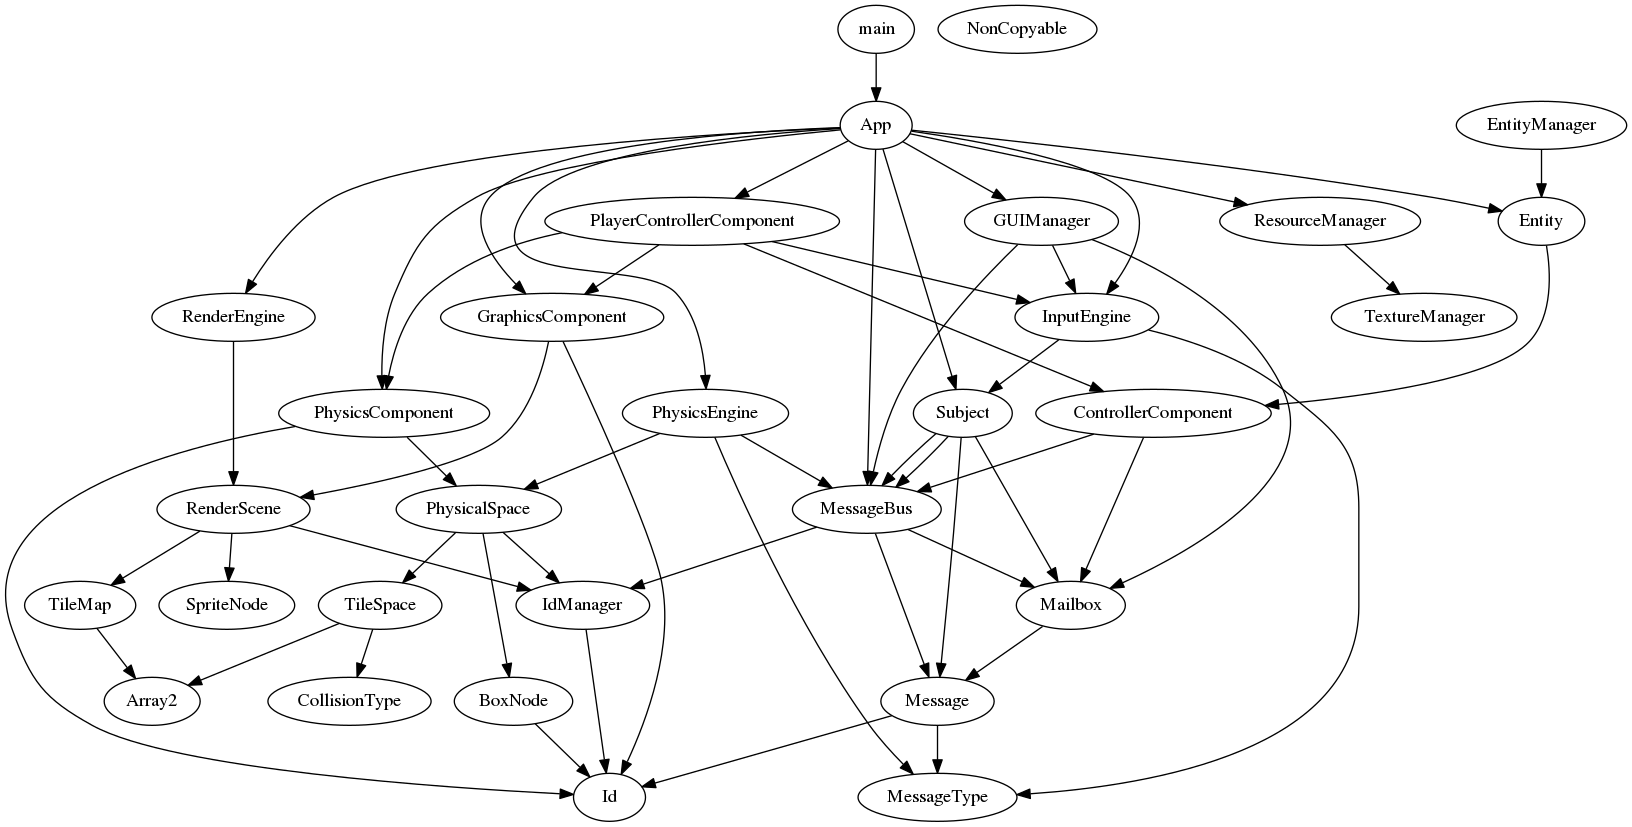 main
NonCopyable
App
EntityManager
PlayerControllerComponent
GUIManager
ResourceManager
Entity
RenderEngine
GraphicsComponent
InputEngine
TextureManager
PhysicsComponent
PhysicsEngine
Subject
ControllerComponent
RenderScene
PhysicalSpace
MessageBus
TileMap
SpriteNode
TileSpace
IdManager
Mailbox
Array2
CollisionType
BoxNode
Message
Id
MessageType